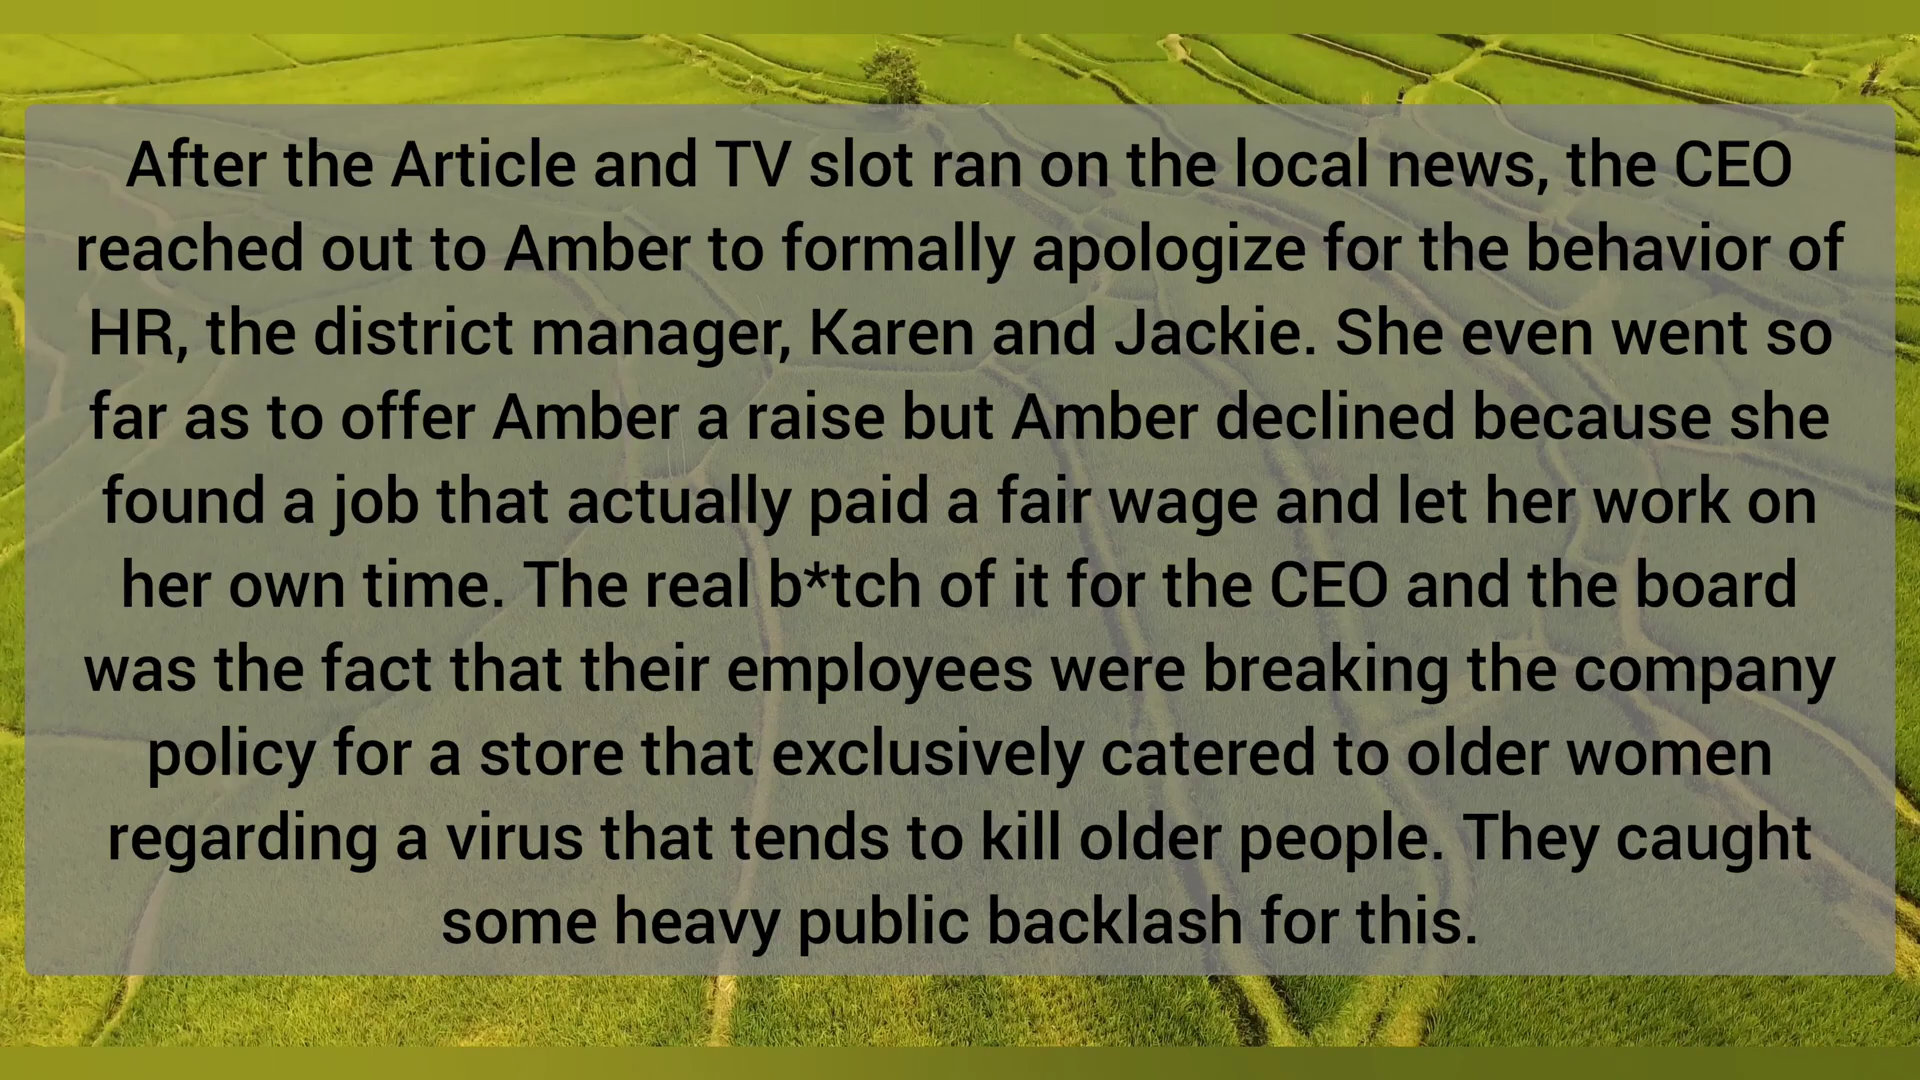 After the Article and TV slot ran on the local news, the CEO
reached out to Amber to formally apologize for the behavior of
HR, the district manager, Karen and Jackie. She even went so
far as to offer Amber a raise but Amber declined because she
found a job that actually paid a fair wage and let her work on
her own time. The real b*tch of it for the CEO and the board
was the fact that their employees were breaking the company
policy for a store that exclusively catered to older women
regarding a virus that tends to kill older people. They caught
some heavy public backlash for this.